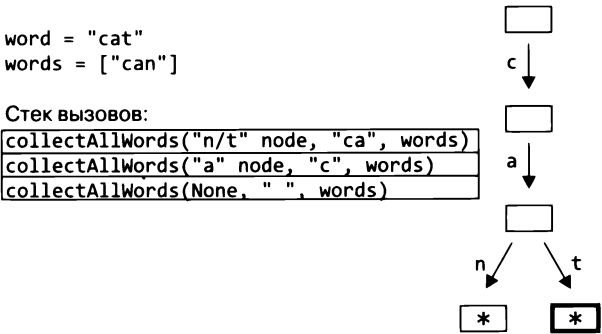 word = "cat"
words = ["can"]
Стек вызовов:
collectAllWords("n/t" node, "ca", words)
collectAllWords("a" node, "c", words)
collectAllWords(None, " ", words)
c
a
n t
* *